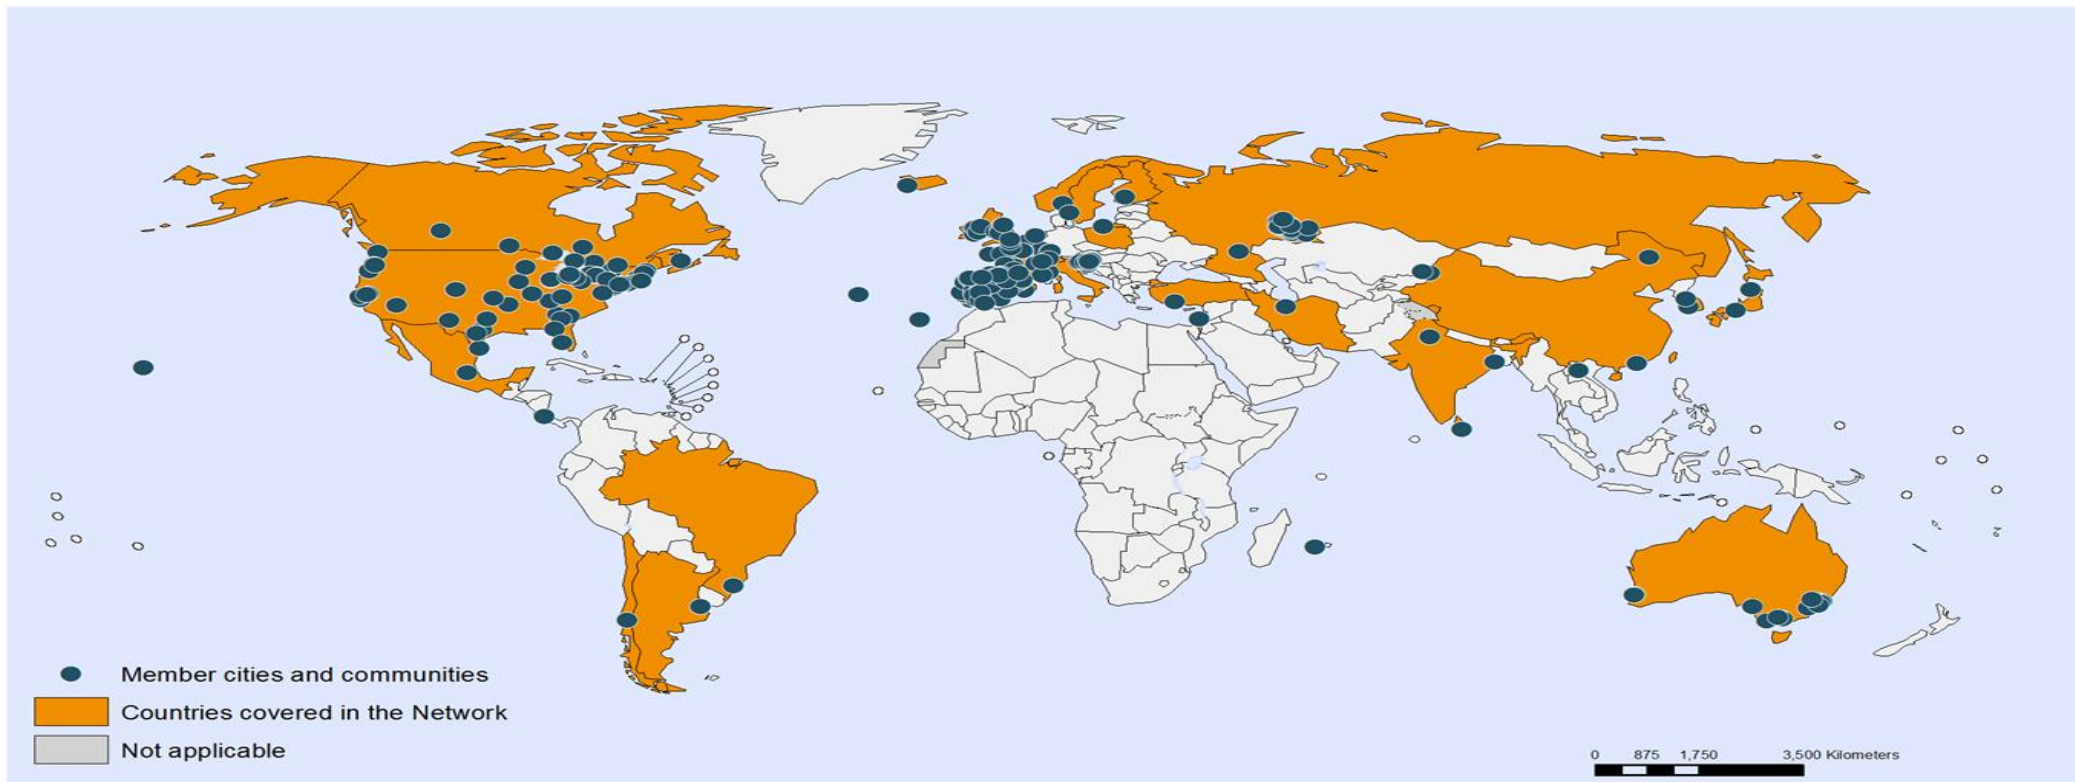 Member cities and communities
Countries covered in the Network
Not applicable
0 875 1,750 3,500 Kilometers